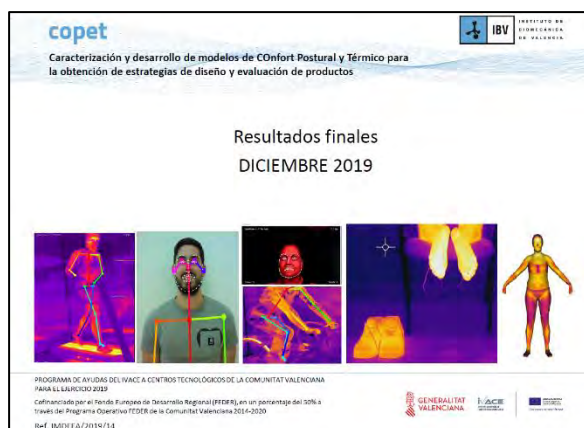 copet
IBV
INSTITUTO DE
BIOMECÁNICA
DE VALENCIA
Caracterización y desarrollo de modelos de COnfort Postural y Térmico para
la obtención de estrategias de diseño y evaluación de productos
Resultados finales
DICIEMBRE 2019
PROGRAMA DE AYUDAS DEL IVACE A CENTROS TECNOLÓGICOS DE LA COMUNITAT VALENCIANA
PARA EL EJERCICIO 2019
Cofinanciado por el Fondo Europeo de Desarrollo Regional (FEDER), en un porcentaje del 50% a
través del Programa Operativo FEDER de la Comunitat Valenciana 2014-2020
Ref. IMDEEA/2019/14
GENERALITAT
VALENCIANA
IVACE